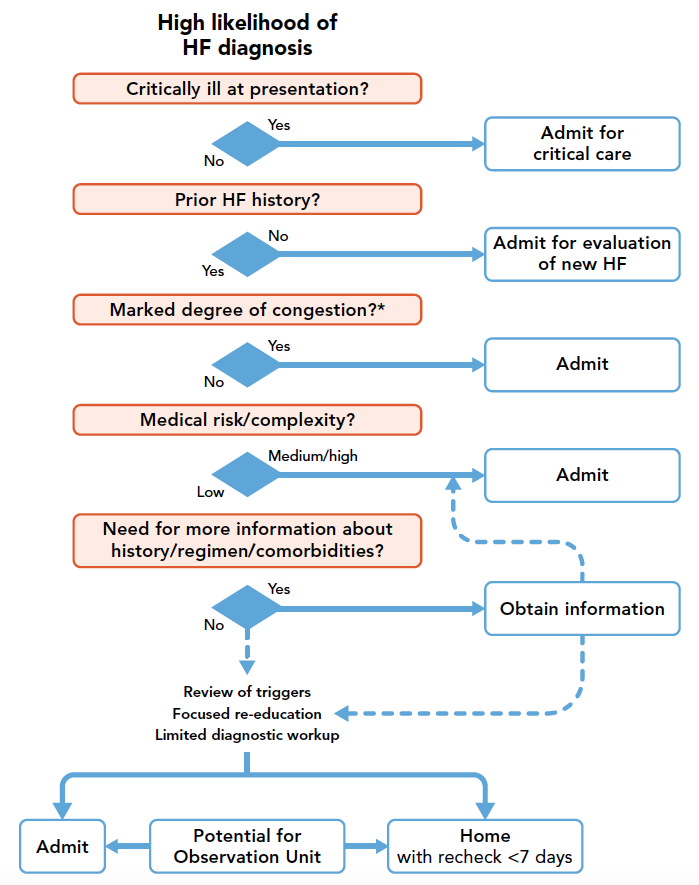 High likelihood of
HF diagnosis
Critically ill at presentation?
Yes
No
Admit for
critical care
Prior HF history?
No
Yes
Admit for evaluation
of new HF
Marked degree of congestion?*
Yes
No
Admit
Medical risk/complexity?
Medium/high
Low
Admit
Need for more information about
history/regimen/comorbidities?
Yes
No
Obtain information
Review of triggers
Focused re-education
Limited diagnostic workup
Admit
Potential for
Observation Unit
Home
with recheck <7 days